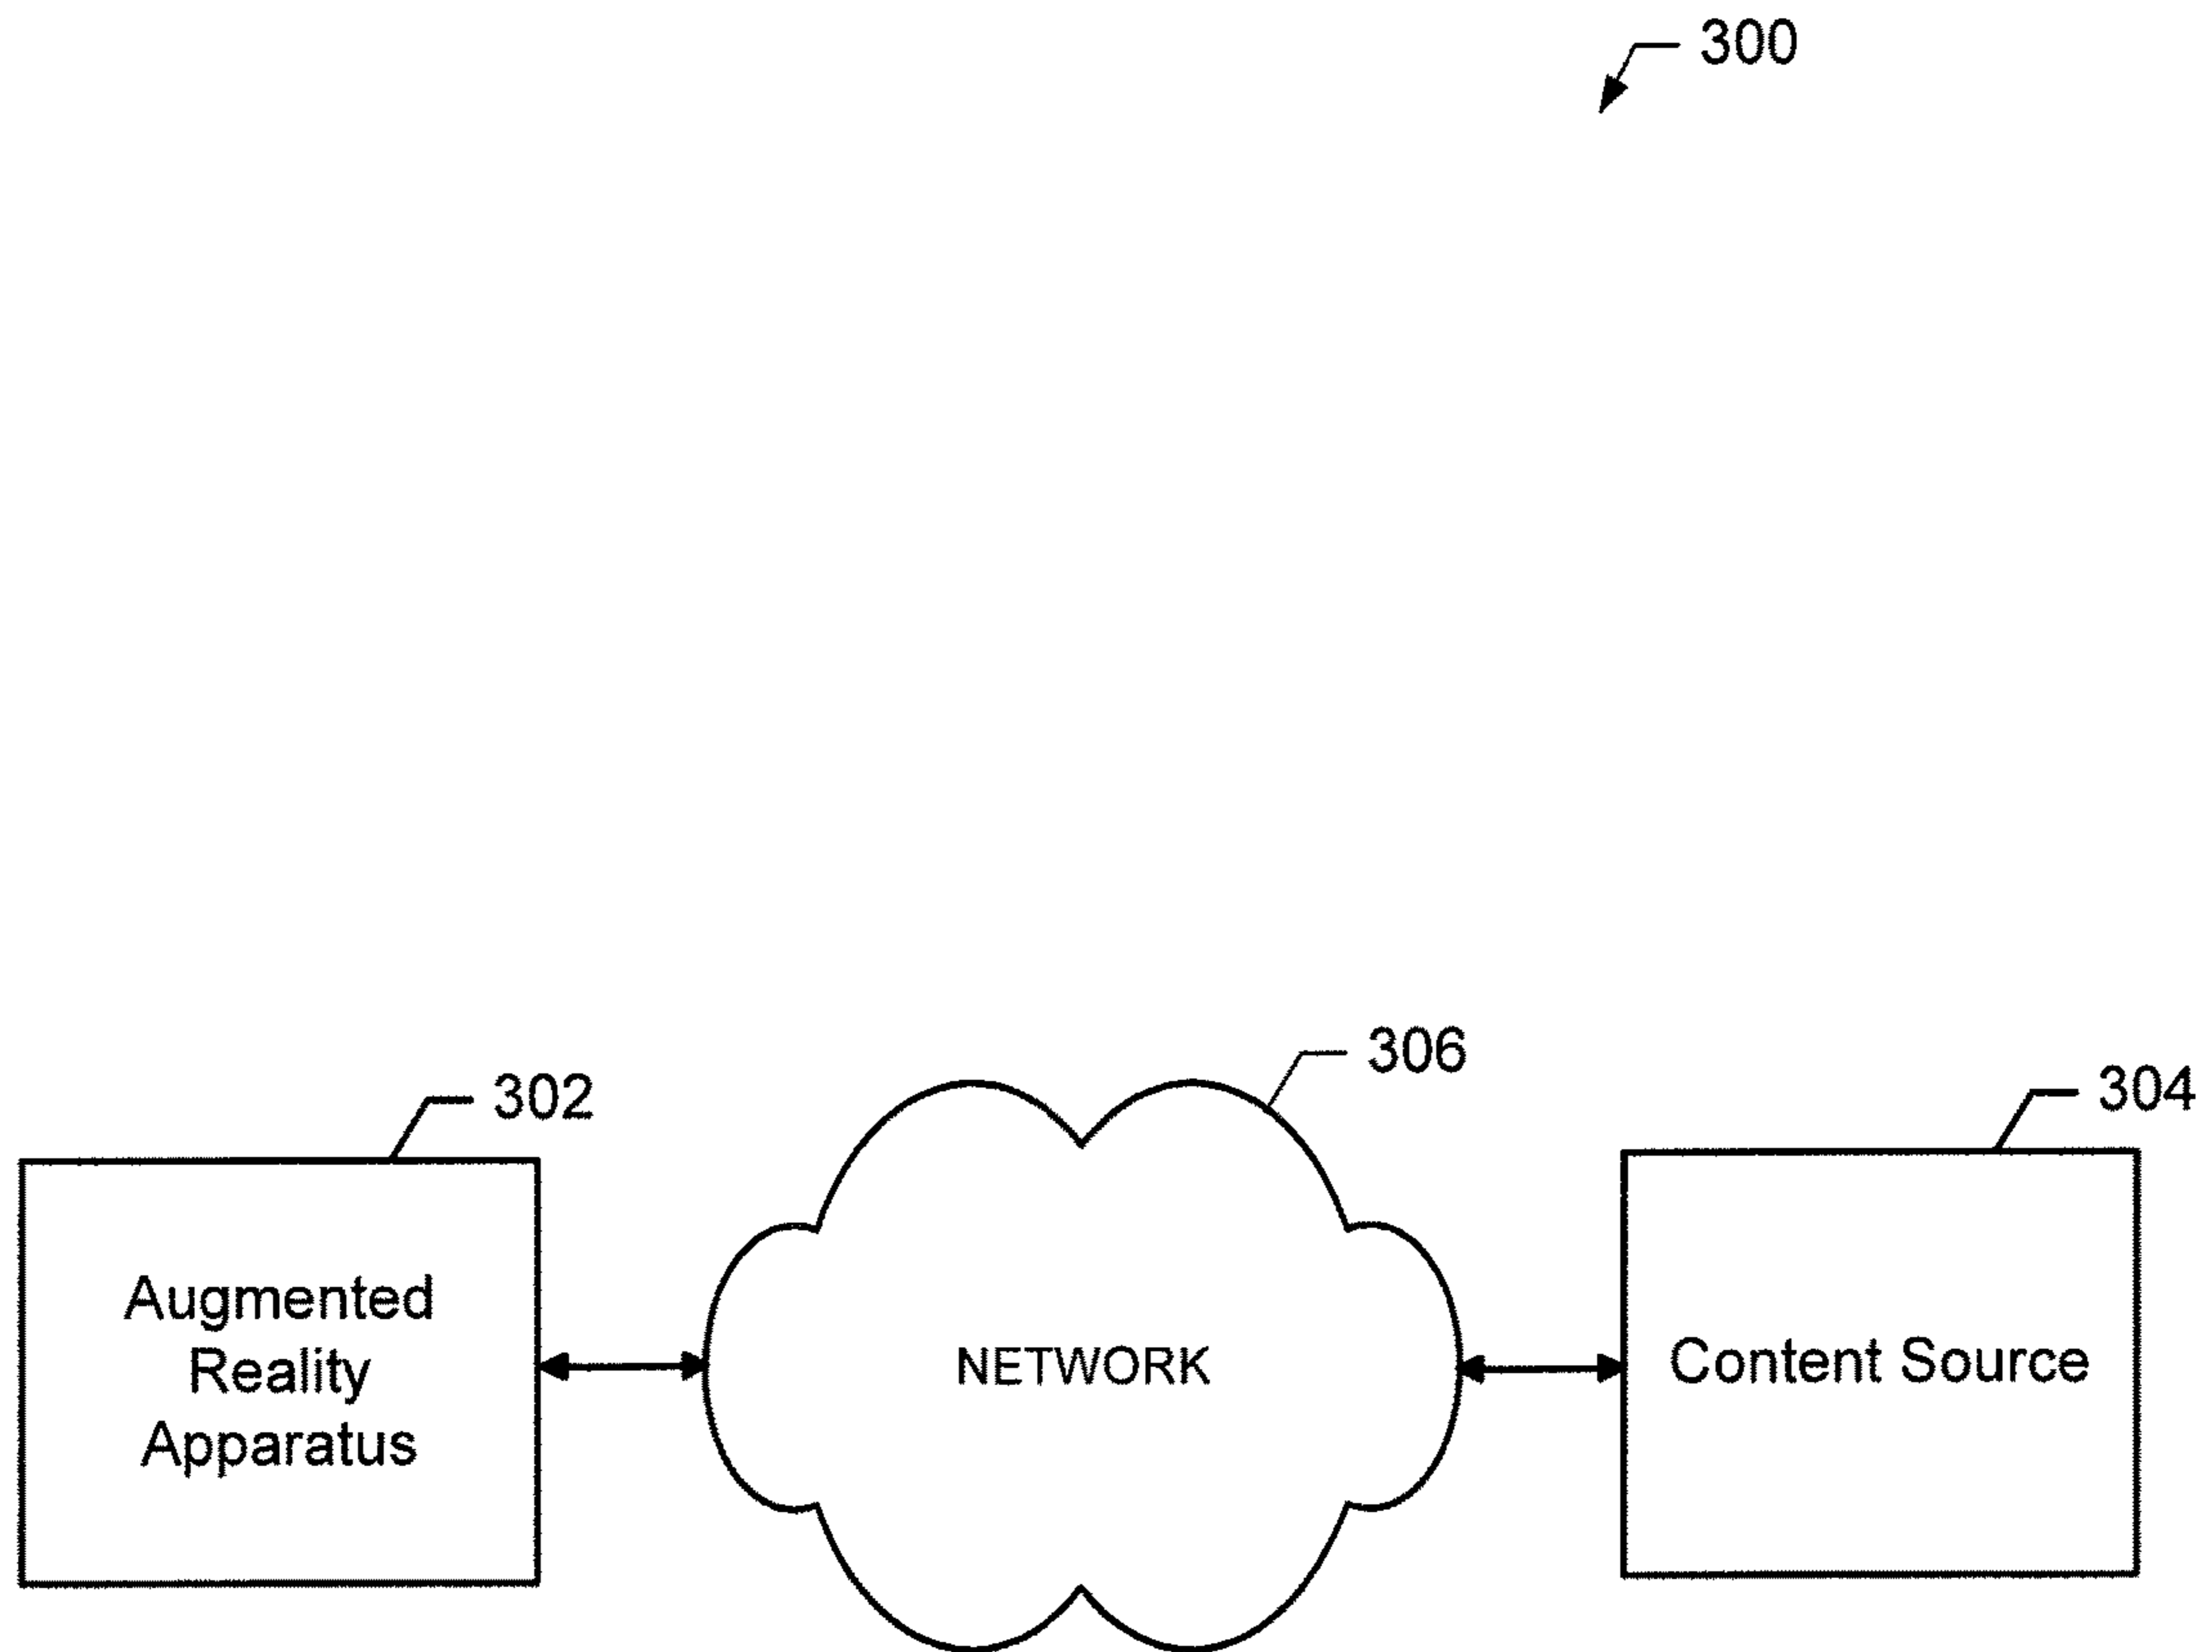 300
306
302
304
Augmented
Reality
Apparatus
NETWORK
Content Source